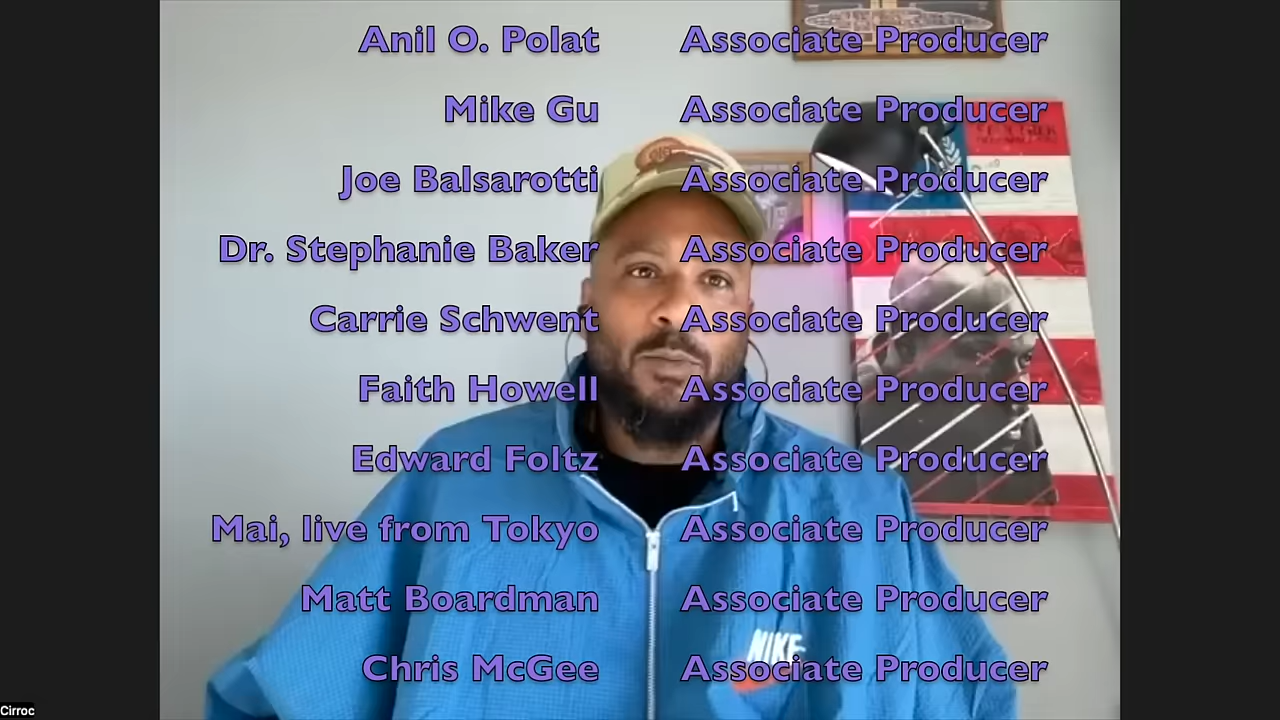 Anil O. Polat Associate Producer
Mike Gu Associate Producer
Joe Balsarotti Associate Producer
Dr. Stephanie Baker Associate Producer
Carrie Schwent Associate Producer
Faith Howell Associate Producer
Edward Foltz Associate Producer
Mai, live from Tokyo Associate Producer
Matt Boardman Associate Producer
NIKE
Chris McGee Associate Producer
Cirroc